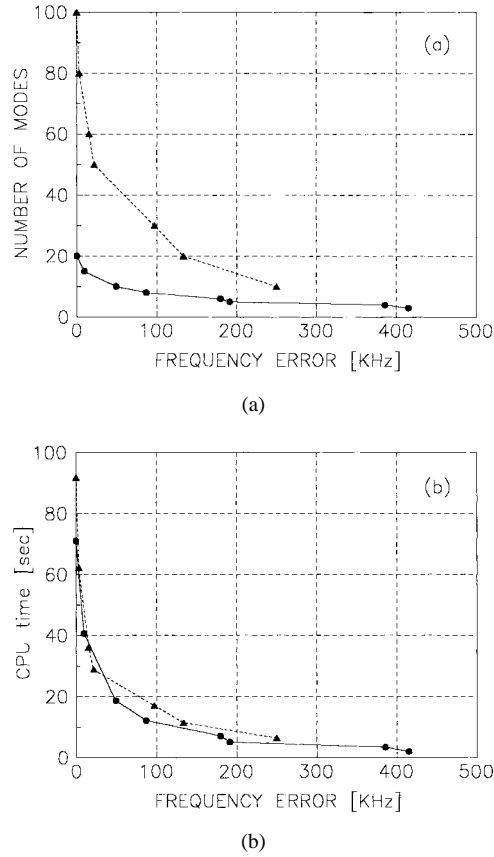 100
80
60
40
20
0
NUMBER OF MODES
(a)
0 100 200 300 400 500
FREQUENCY ERROR [KHz]
(a)
100
80
60
40
20
0
CPU time [sec]
(b)
0 100 200 300 400 500
FREQUENCY ERROR [KHz]
(b)